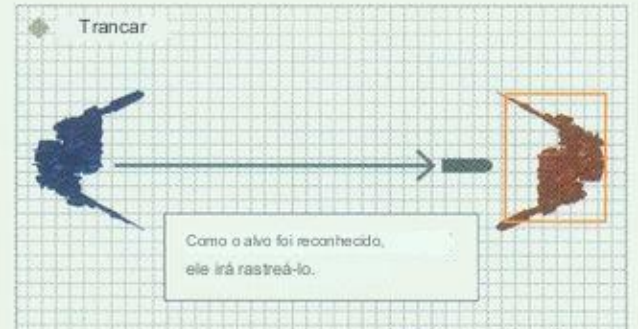 Trancar
Como o alvo foi reconhecido,
ele irá rastreá-lo.